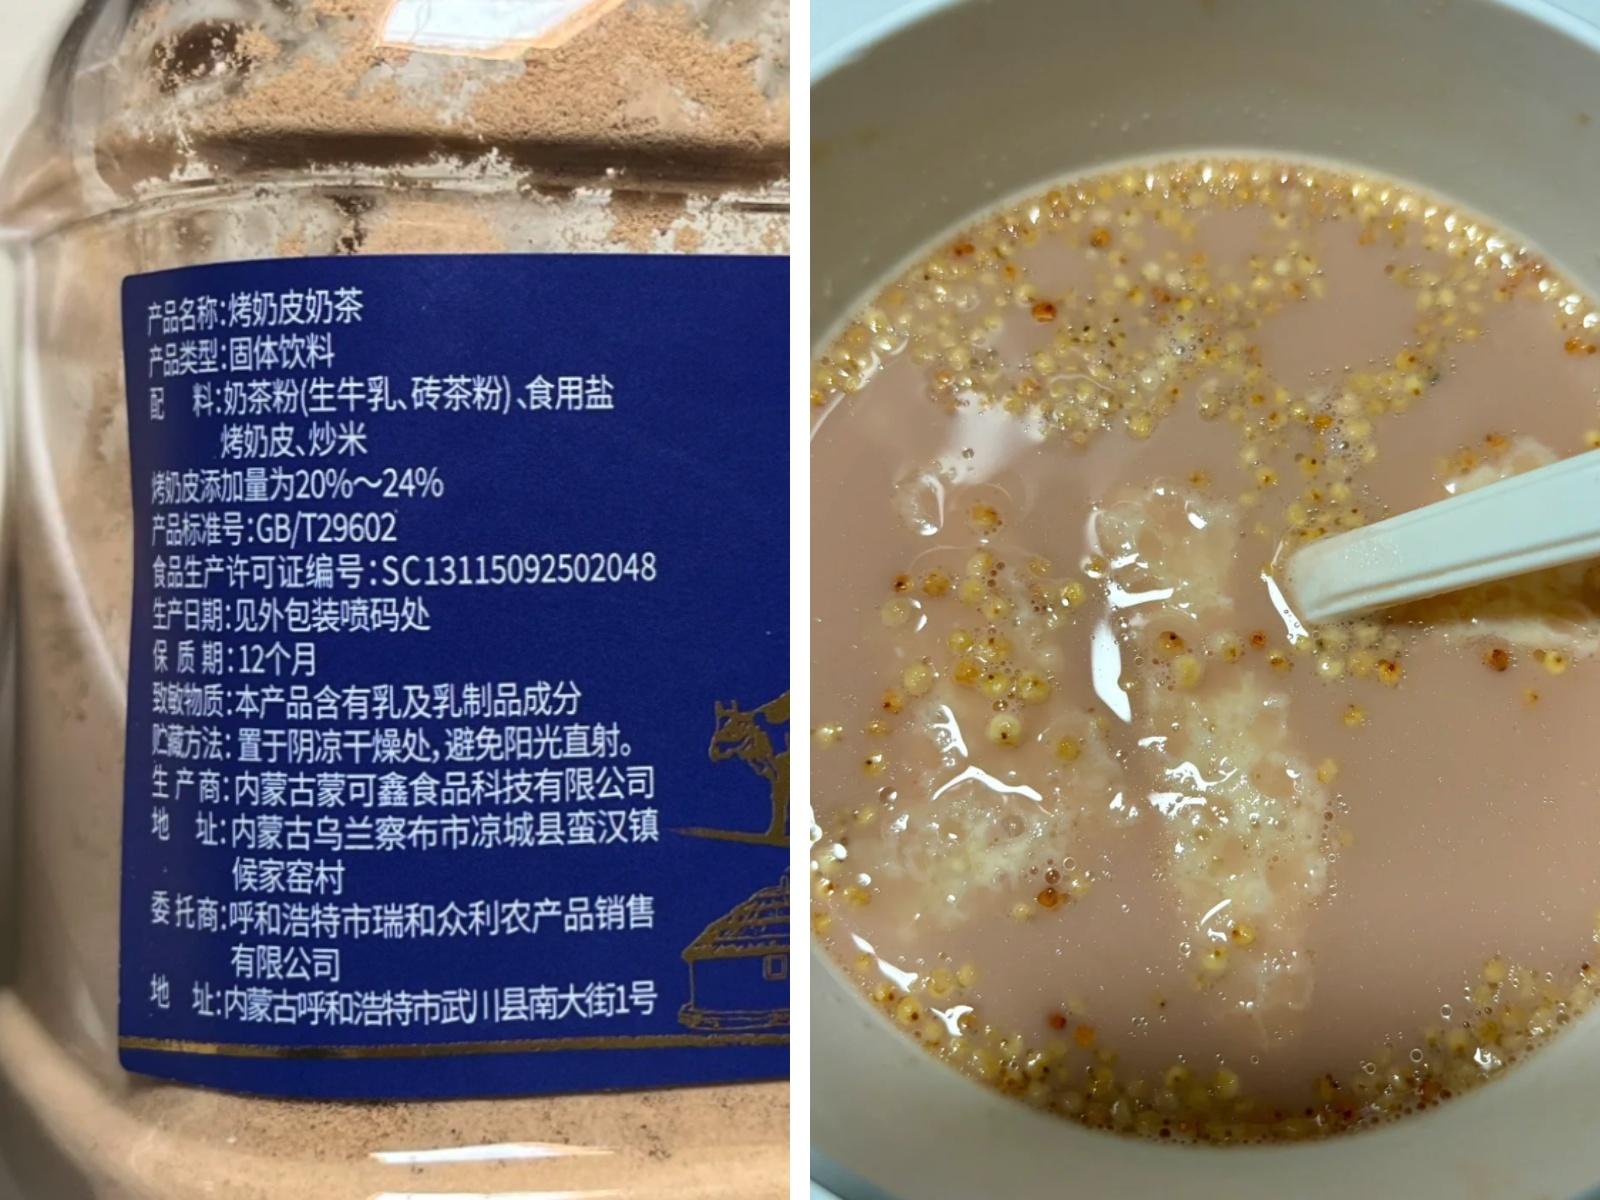 产品名称:烤奶皮奶茶
产品类型:固体饮料
配 料:奶茶粉(生牛乳、砖茶粉)、食用盐
烤奶皮、炒米
烤奶皮添加量为20%～24%
产品标准号:GB/T29602
食品生产许可证编号:SC13115092502048
生产日期:见外包装喷码处
保 质 期:12个月
致敏物质:本产品含有乳及乳制品成分
贮藏方法:置于阴凉干燥处,避免阳光直射。
生 产 商:内蒙古蒙可鑫食品科技有限公司
地 址:内蒙古乌兰察布市凉城县蛮汉镇
候家窑村
委 托 商:呼和浩特市瑞和众利农产品销售
有限公司
地 址:内蒙古呼和浩特市武川县南大街1号